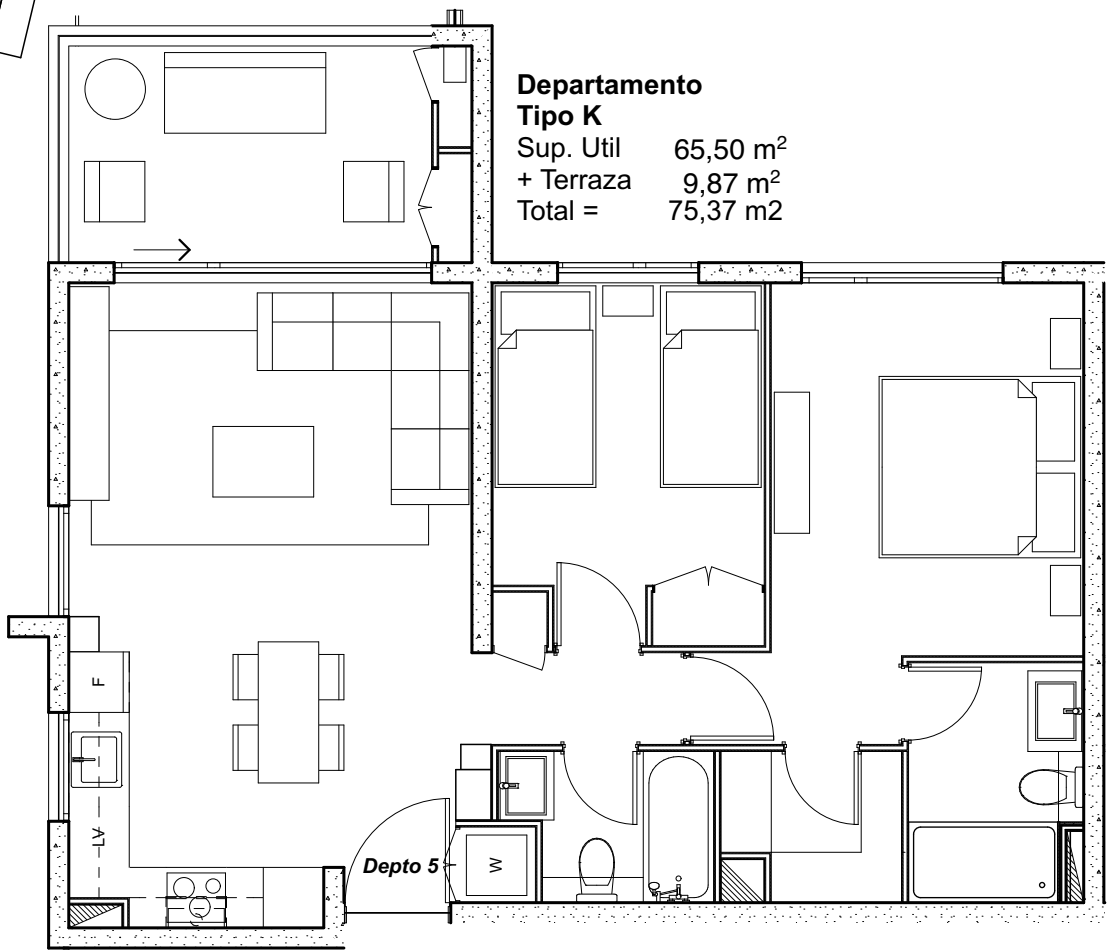 Departamento
Tipo K
Sup. Util 65,50 m²
+ Terraza 9,87 m²
Total = 75,37 m2
F
LV
Depto 5
W